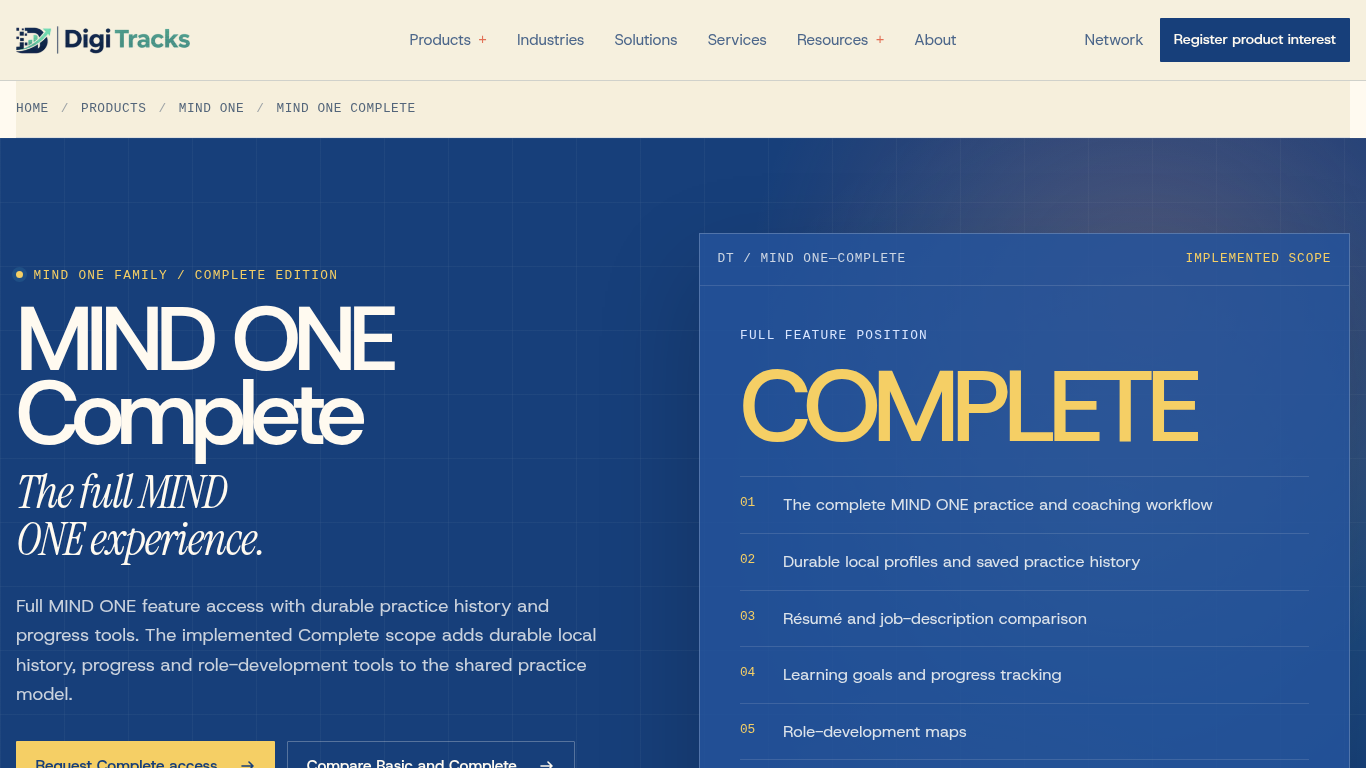 Digi Tracks
Products + Industries Solutions Services Resources + About
Network Register product interest
HOME / PRODUCTS / MIND ONE / MIND ONE COMPLETE
MIND ONE FAMILY / COMPLETE EDITION
MIND ONE
Complete
The full MIND
ONE experience.
Full MIND ONE feature access with durable practice history and
progress tools. The implemented Complete scope adds durable local
history, progress and role-development tools to the shared practice
model.
Request Complete access →
Compare Basic and Complete →
DT / MIND ONE—COMPLETE
IMPLEMENTED SCOPE
FULL FEATURE POSITION
COMPLETE
01 The complete MIND ONE practice and coaching workflow
02 Durable local profiles and saved practice history
03 Résumé and job-description comparison
04 Learning goals and progress tracking
05 Role-development maps